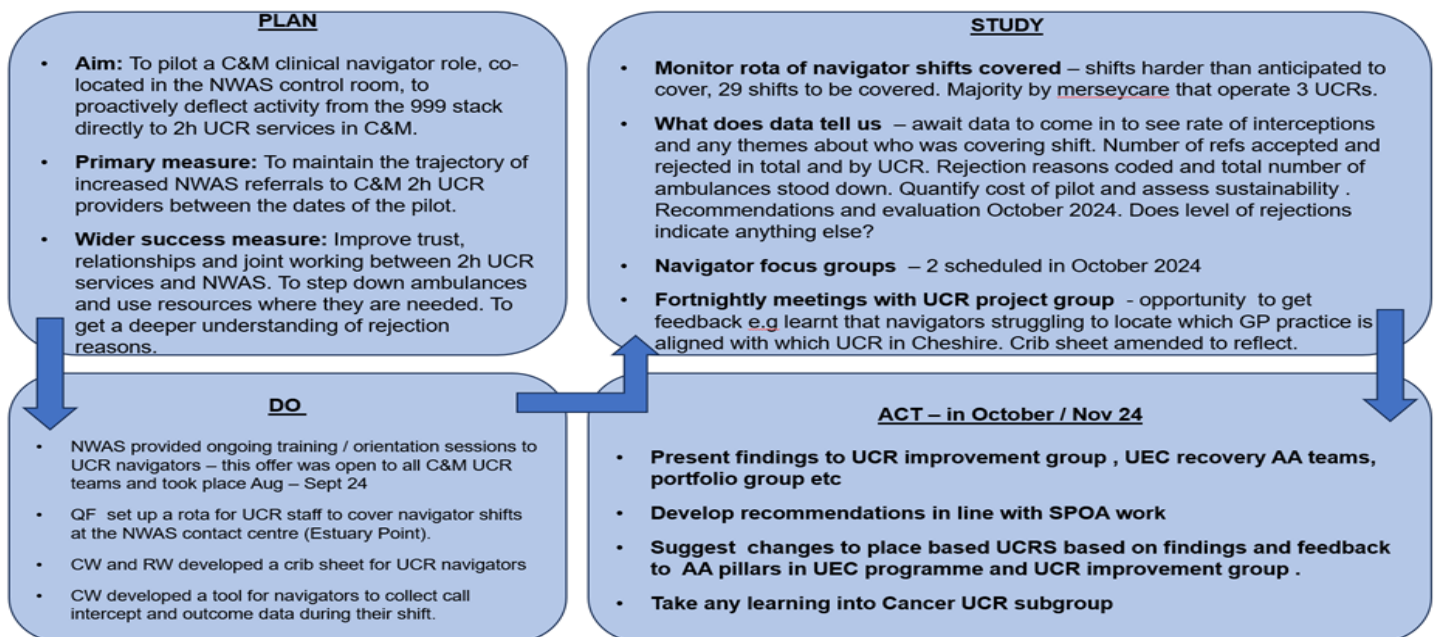 PLAN
• Aim: To pilot a C&M clinical navigator role, co-
located in the NWAS control room, to
proactively deflect activity from the 999 stack
directly to 2h UCR services in C&M.
• Primary measure: To maintain the trajectory of
increased NWAS referrals to C&M 2h UCR
providers between the dates of the pilot.
• Wider success measure: Improve trust,
relationships and joint working between 2h UCR
services and NWAS. To step down ambulances
and use resources where they are needed. To
get a deeper understanding of rejection
reasons.
DO
• NWAS provided ongoing training / orientation sessions to
UCR navigators – this offer was open to all C&M UCR
teams and took place Aug – Sept 24
• QF set up a rota for UCR staff to cover navigator shifts
at the NWAS contact centre (Estuary Point).
• CW and RW developed a crib sheet for UCR navigators
• CW developed a tool for navigators to collect call
intercept and outcome data during their shift.
STUDY
• Monitor rota of navigator shifts covered – shifts harder than anticipated to
cover, 29 shifts to be covered. Majority by merseycare that operate 3 UCRs.
• What does data tell us – await data to come in to see rate of interceptions
and any themes about who was covering shift. Number of refs accepted and
rejected in total and by UCR. Rejection reasons coded and total number of
ambulances stood down. Quantify cost of pilot and assess sustainability .
Recommendations and evaluation October 2024. Does level of rejections
indicate anything else?
• Navigator focus groups – 2 scheduled in October 2024
• Fortnightly meetings with UCR project group - opportunity to get
feedback e.g learnt that navigators struggling to locate which GP practice is
aligned with which UCR in Cheshire. Crib sheet amended to reflect.
ACT – in October / Nov 24
• Present findings to UCR improvement group , UEC recovery AA teams,
portfolio group etc
• Develop recommendations in line with SPOA work
• Suggest changes to place based UCRS based on findings and feedback
to AA pillars in UEC programme and UCR improvement group .
• Take any learning into Cancer UCR subgroup